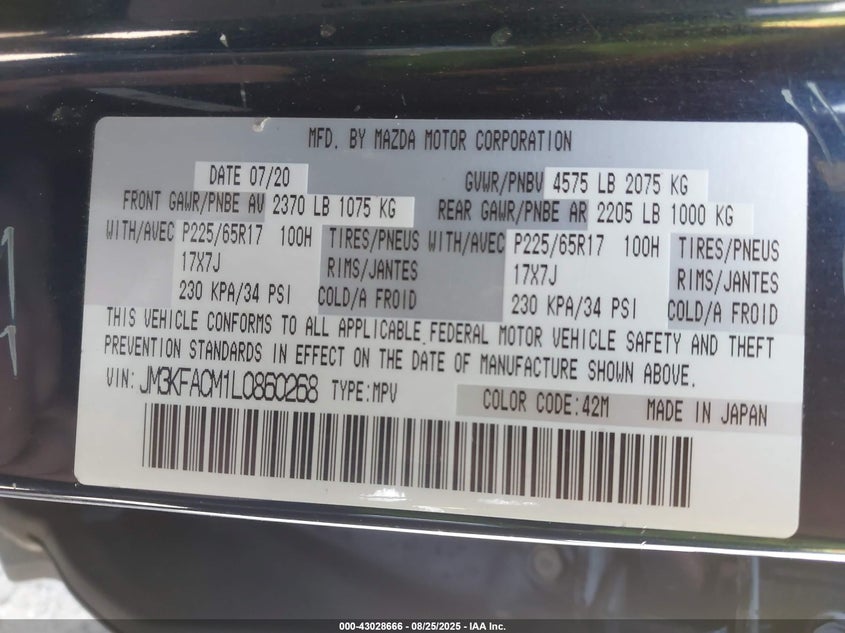 MFD. BY MAZDA MOTOR CORPORATION
DATE 07/20 GVWR/PNBV 4575 LB 2075 KG
FRONT GAWR/PNBE AV 2370 LB 1075 KG REAR GAWR/PNBE AR 2205 LB 1000 KG
WITH/AVEC P225/65R17 100H TIRES/PNEUS WITH/AVEC P225/65R17 100H TIRES/PNEUS
17X7J RIMS/JANTES 17X7J RIMS/JANTES
230 KPA/34 PSI COLD/A FROID 230 KPA/34 PSI COLD/A FROID
THIS VEHICLE CONFORMS TO ALL APPLICABLE FEDERAL MOTOR VEHICLE SAFETY AND THEFT
PREVENTION STANDARDS IN EFFECT ON THE DATE OF MANUFACTURE SHOWN ABOVE.
VIN: JM3KFACM1L0860268 TYPE:MPV COLOR CODE:42M MADE IN JAPAN
000-43028666 - 08/25/2025 - IAA Inc.